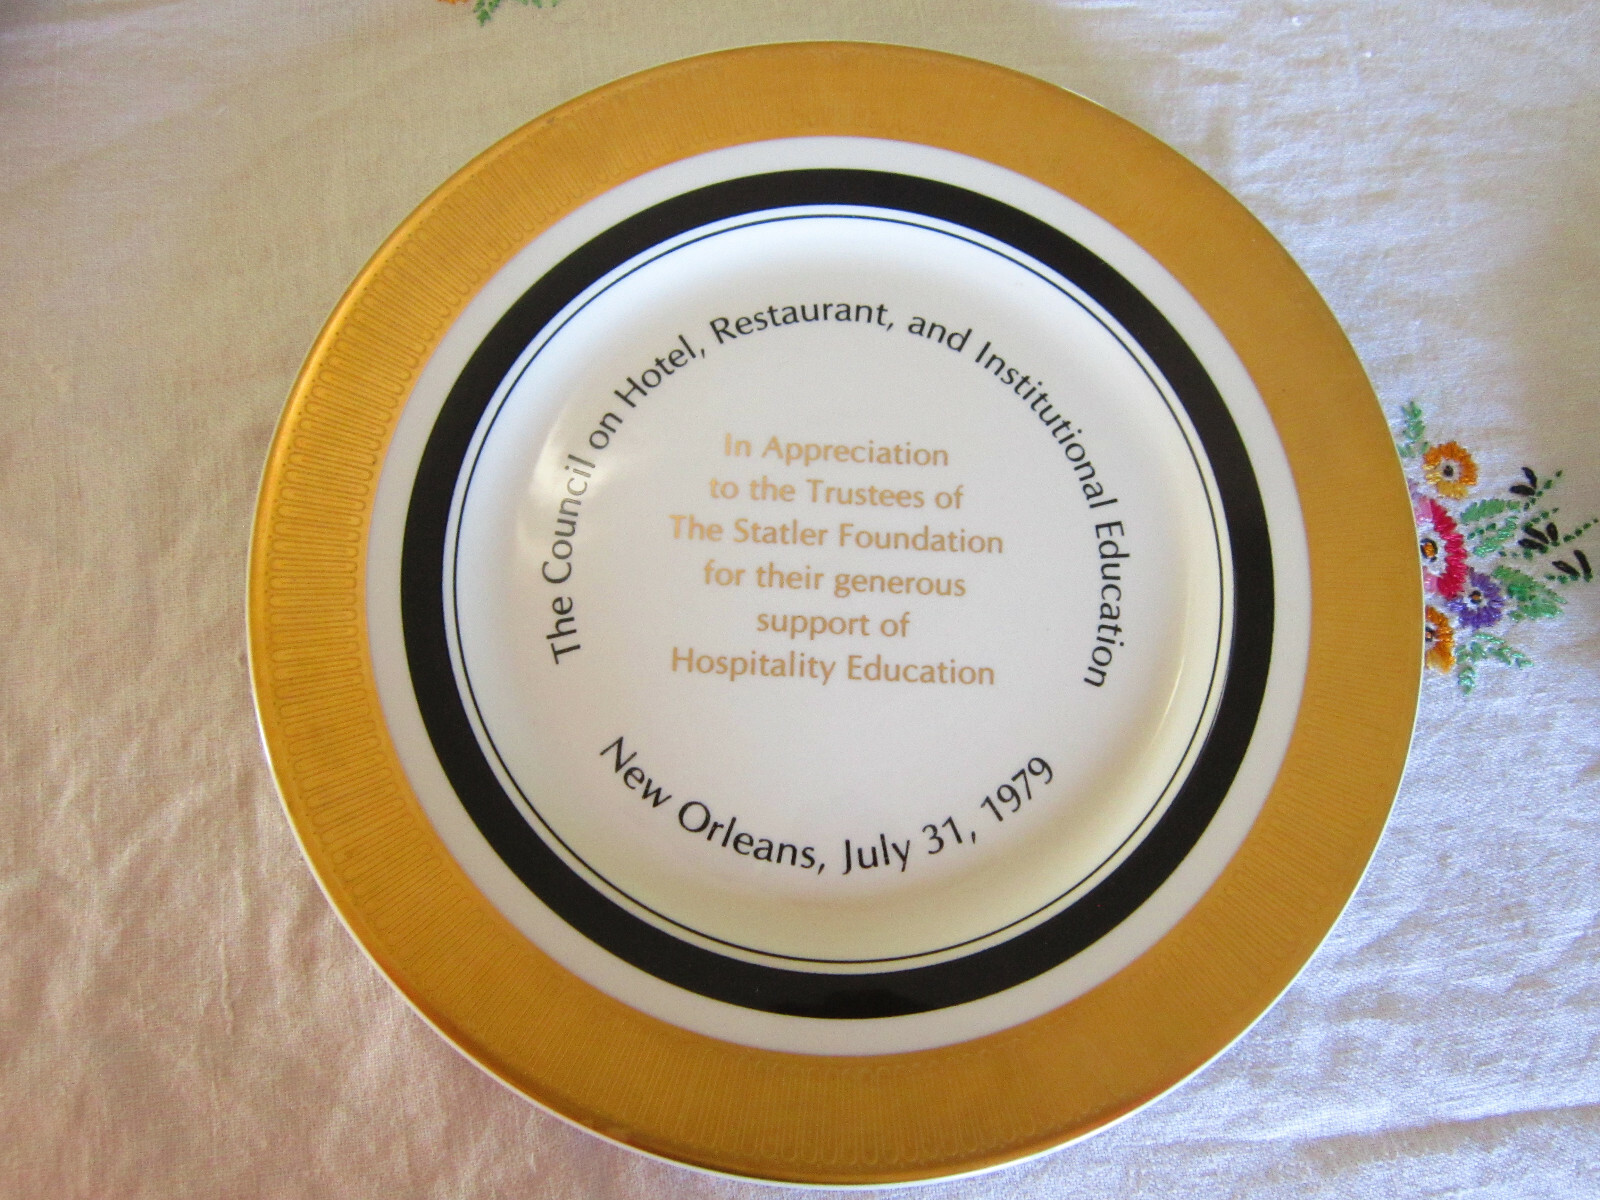 The Council on Hotel, Restaurant, and Institutional Education
In Appreciation
to the Trustees of
The Statler Foundation
for their generous
support of
Hospitality Education
New Orleans, July 31, 1979